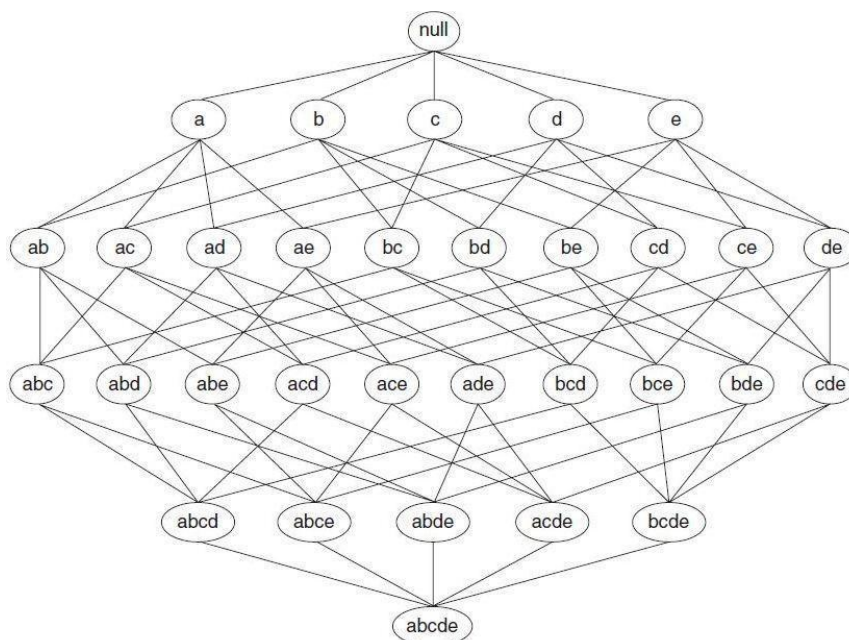 null
a b c d e
ab ac ad ae bc bd be cd ce de
abc abd abe acd ace ade bcd bce bde cde
abcd abce abde acde bcde
abcde